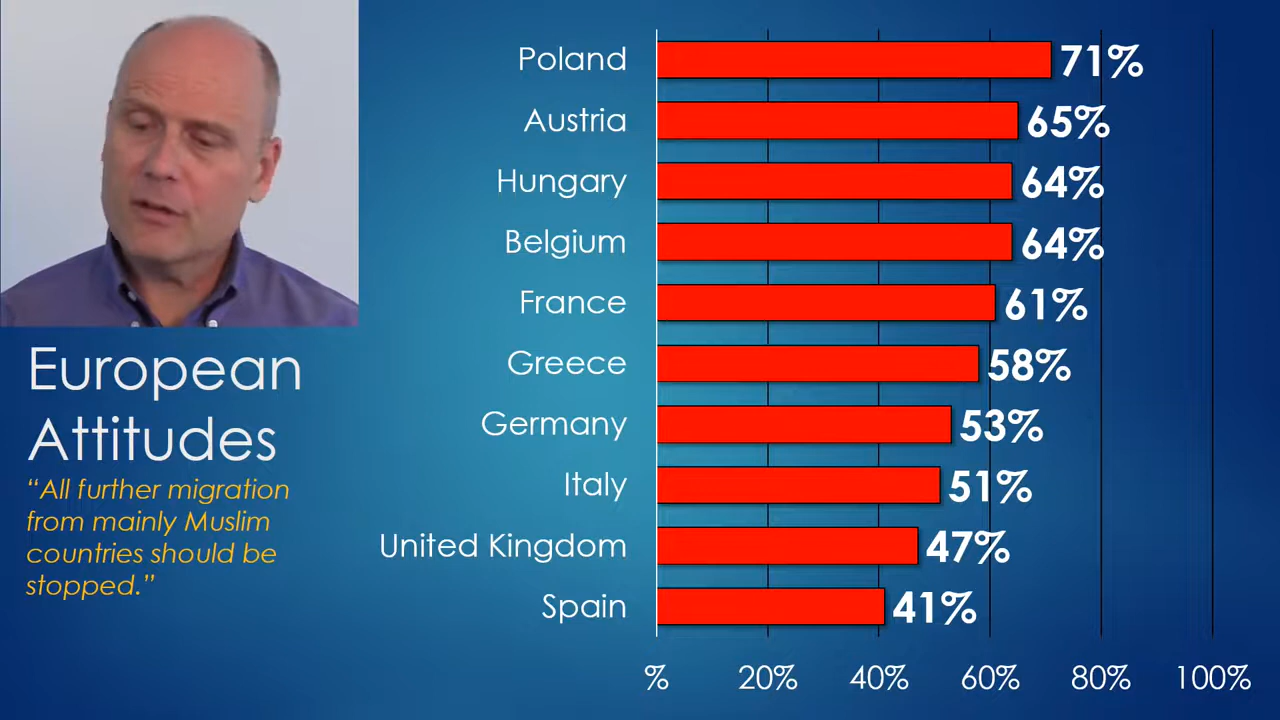 European
Attitudes
“All further migration
from mainly Muslim
countries should be
stopped.”
Poland 71%
Austria 65%
Hungary 64%
Belgium 64%
France 61%
Greece 58%
Germany 53%
Italy 51%
United Kingdom 47%
Spain 41%
% 20% 40% 60% 80% 100%